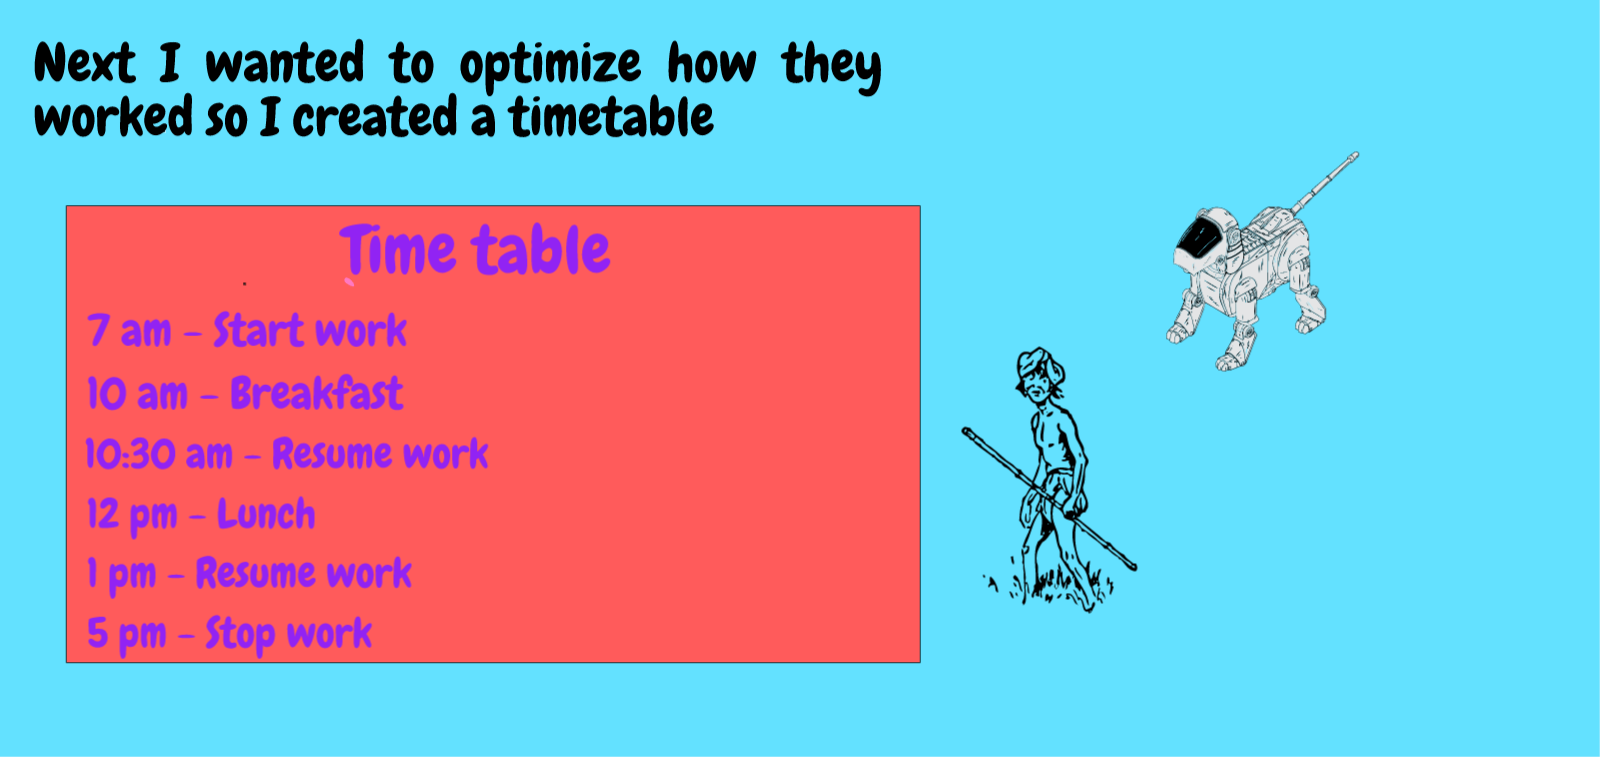 Next I wanted to optimize how they
worked so I created a timetable
Time table
7 am – Start work
10 am – Breakfast
10:30 am – Resume work
12 pm – Lunch
1 pm – Resume work
5 pm – Stop work